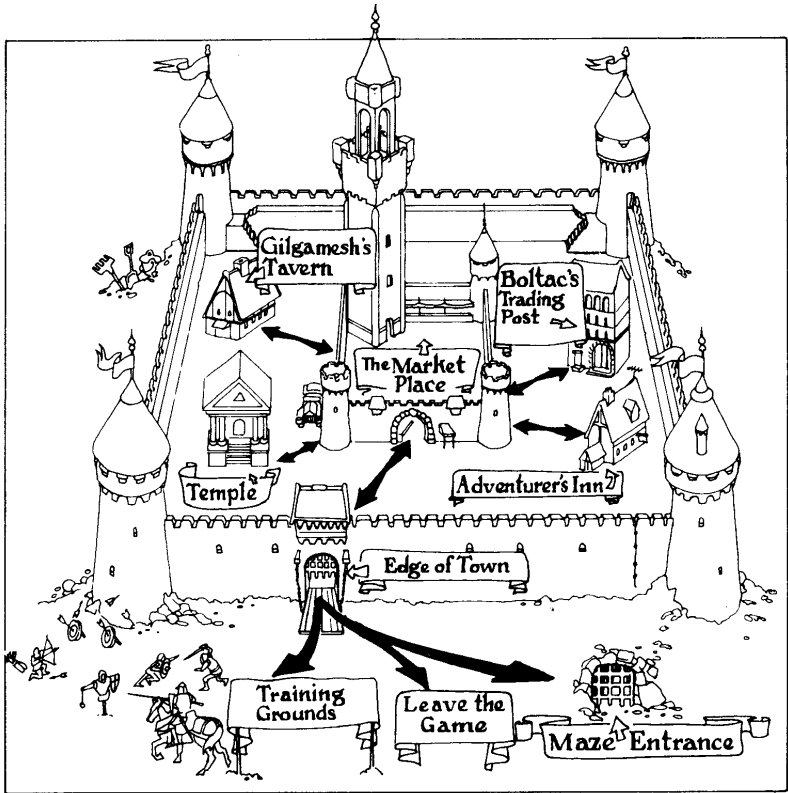 Gilgamesh's
Tavern
Boltac's
Trading
Post
The Market
Place
Temple
Adventurer's Inn
Edge of Town
Training
Grounds
Leave the
Game
Maze Entrance